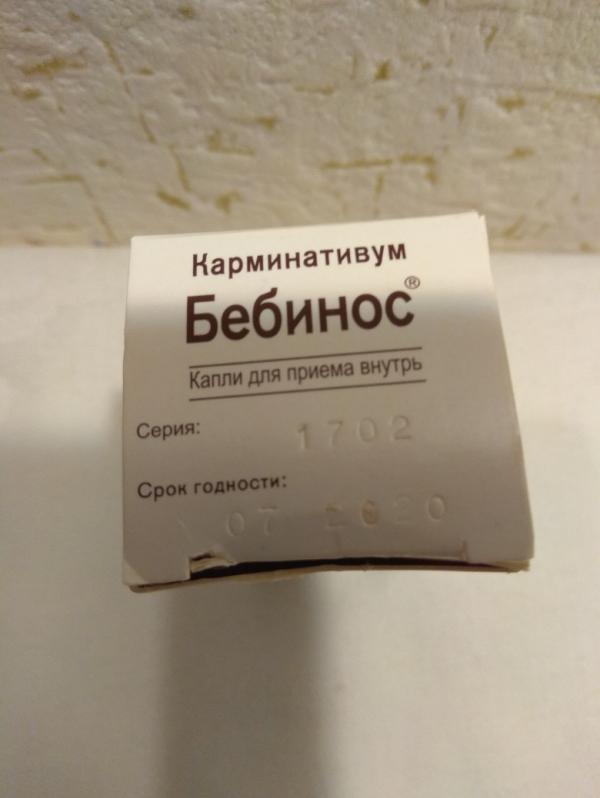 Карминативум
Бебинос®
Капли для приема внутрь
Серия: 1702
Срок годности:
07 2020